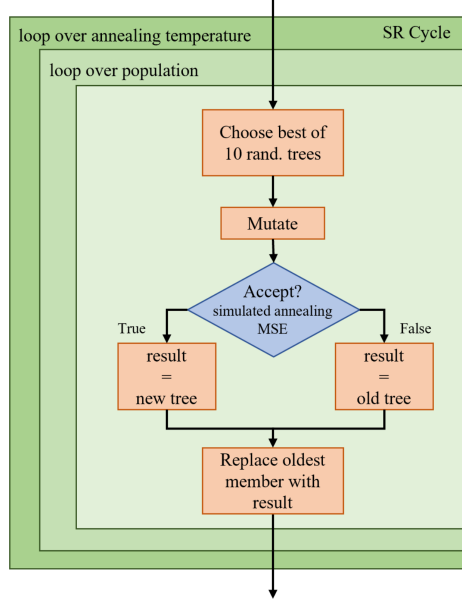 loop over annealing temperature
SR Cycle
loop over population
Choose best of
10 rand. trees
Mutate
Accept?
simulated annealing
MSE
True
False
result
=
new tree
result
=
old tree
Replace oldest
member with
result